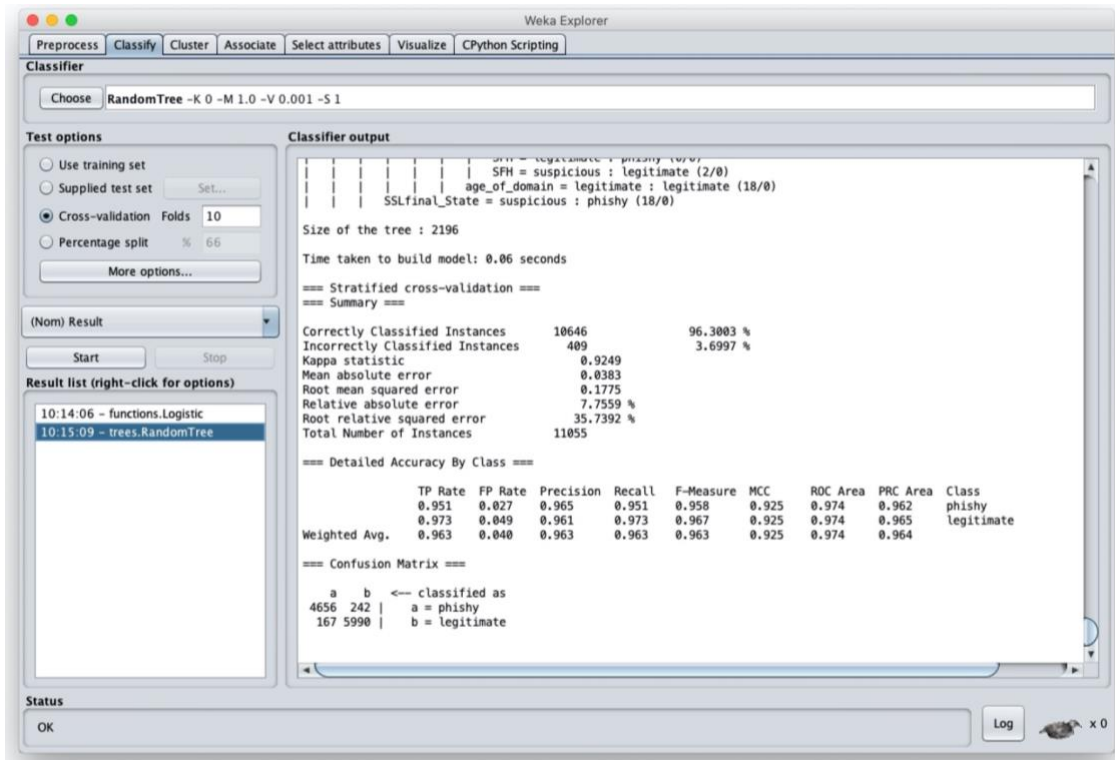 Weka Explorer
Preprocess Classify Cluster Associate Select attributes Visualize CPython Scripting
Classifier
Choose RandomTree -K 0 -M 1.0 -V 0.001 -S 1
Test options
Use training set
Supplied test set Set...
Cross-validation Folds 10
Percentage split % 66
More options...
(Nom) Result
Start Stop
Result list (right-click for options)
10:14:06 - functions.Logistic
10:15:09 - trees.RandomTree
Classifier output
| | | | | | | SFH = legitimate : phishy (0/0)
| | | | | | | SFH = suspicious : legitimate (2/0)
| | | | | | age_of_domain = legitimate : legitimate (18/0)
| | | SSLfinal_State = suspicious : phishy (18/0)
Size of the tree : 2196
Time taken to build model: 0.06 seconds
=== Stratified cross-validation ===
=== Summary ===
Correctly Classified Instances 10646 96.3003 %
Incorrectly Classified Instances 409 3.6997 %
Kappa statistic 0.9249
Mean absolute error 0.0383
Root mean squared error 0.1775
Relative absolute error 7.7559 %
Root relative squared error 35.7392 %
Total Number of Instances 11055
=== Detailed Accuracy By Class ===
TP Rate FP Rate Precision Recall F-Measure MCC ROC Area PRC Area Class
0.951 0.027 0.965 0.951 0.958 0.925 0.974 0.962 phishy
0.973 0.049 0.961 0.973 0.967 0.925 0.974 0.965 legitimate
Weighted Avg. 0.963 0.040 0.963 0.963 0.963 0.925 0.974 0.964
=== Confusion Matrix ===
a b <-- classified as
4656 242 | a = phishy
167 5990 | b = legitimate
Status
OK
Log
x 0